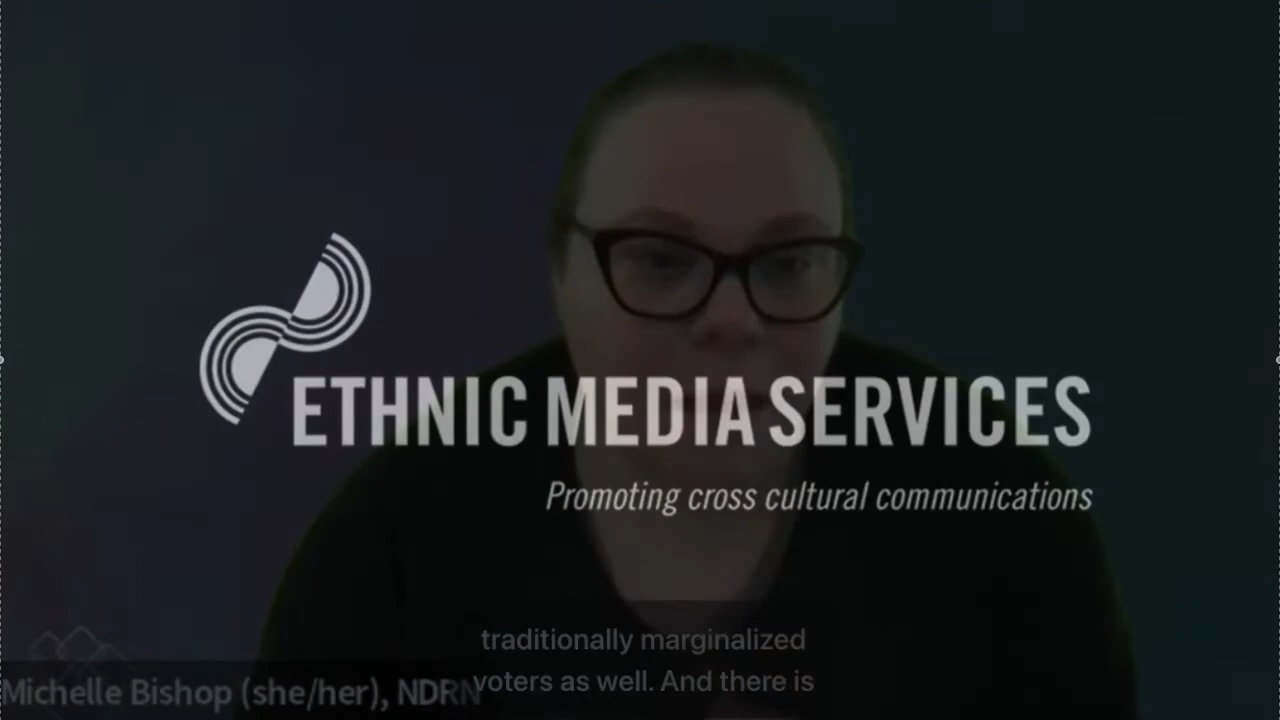 ETHNIC MEDIA SERVICES
Promoting cross cultural communications
traditionally marginalized
voters as well. And there is
Michelle Bishop (she/her), NDRN